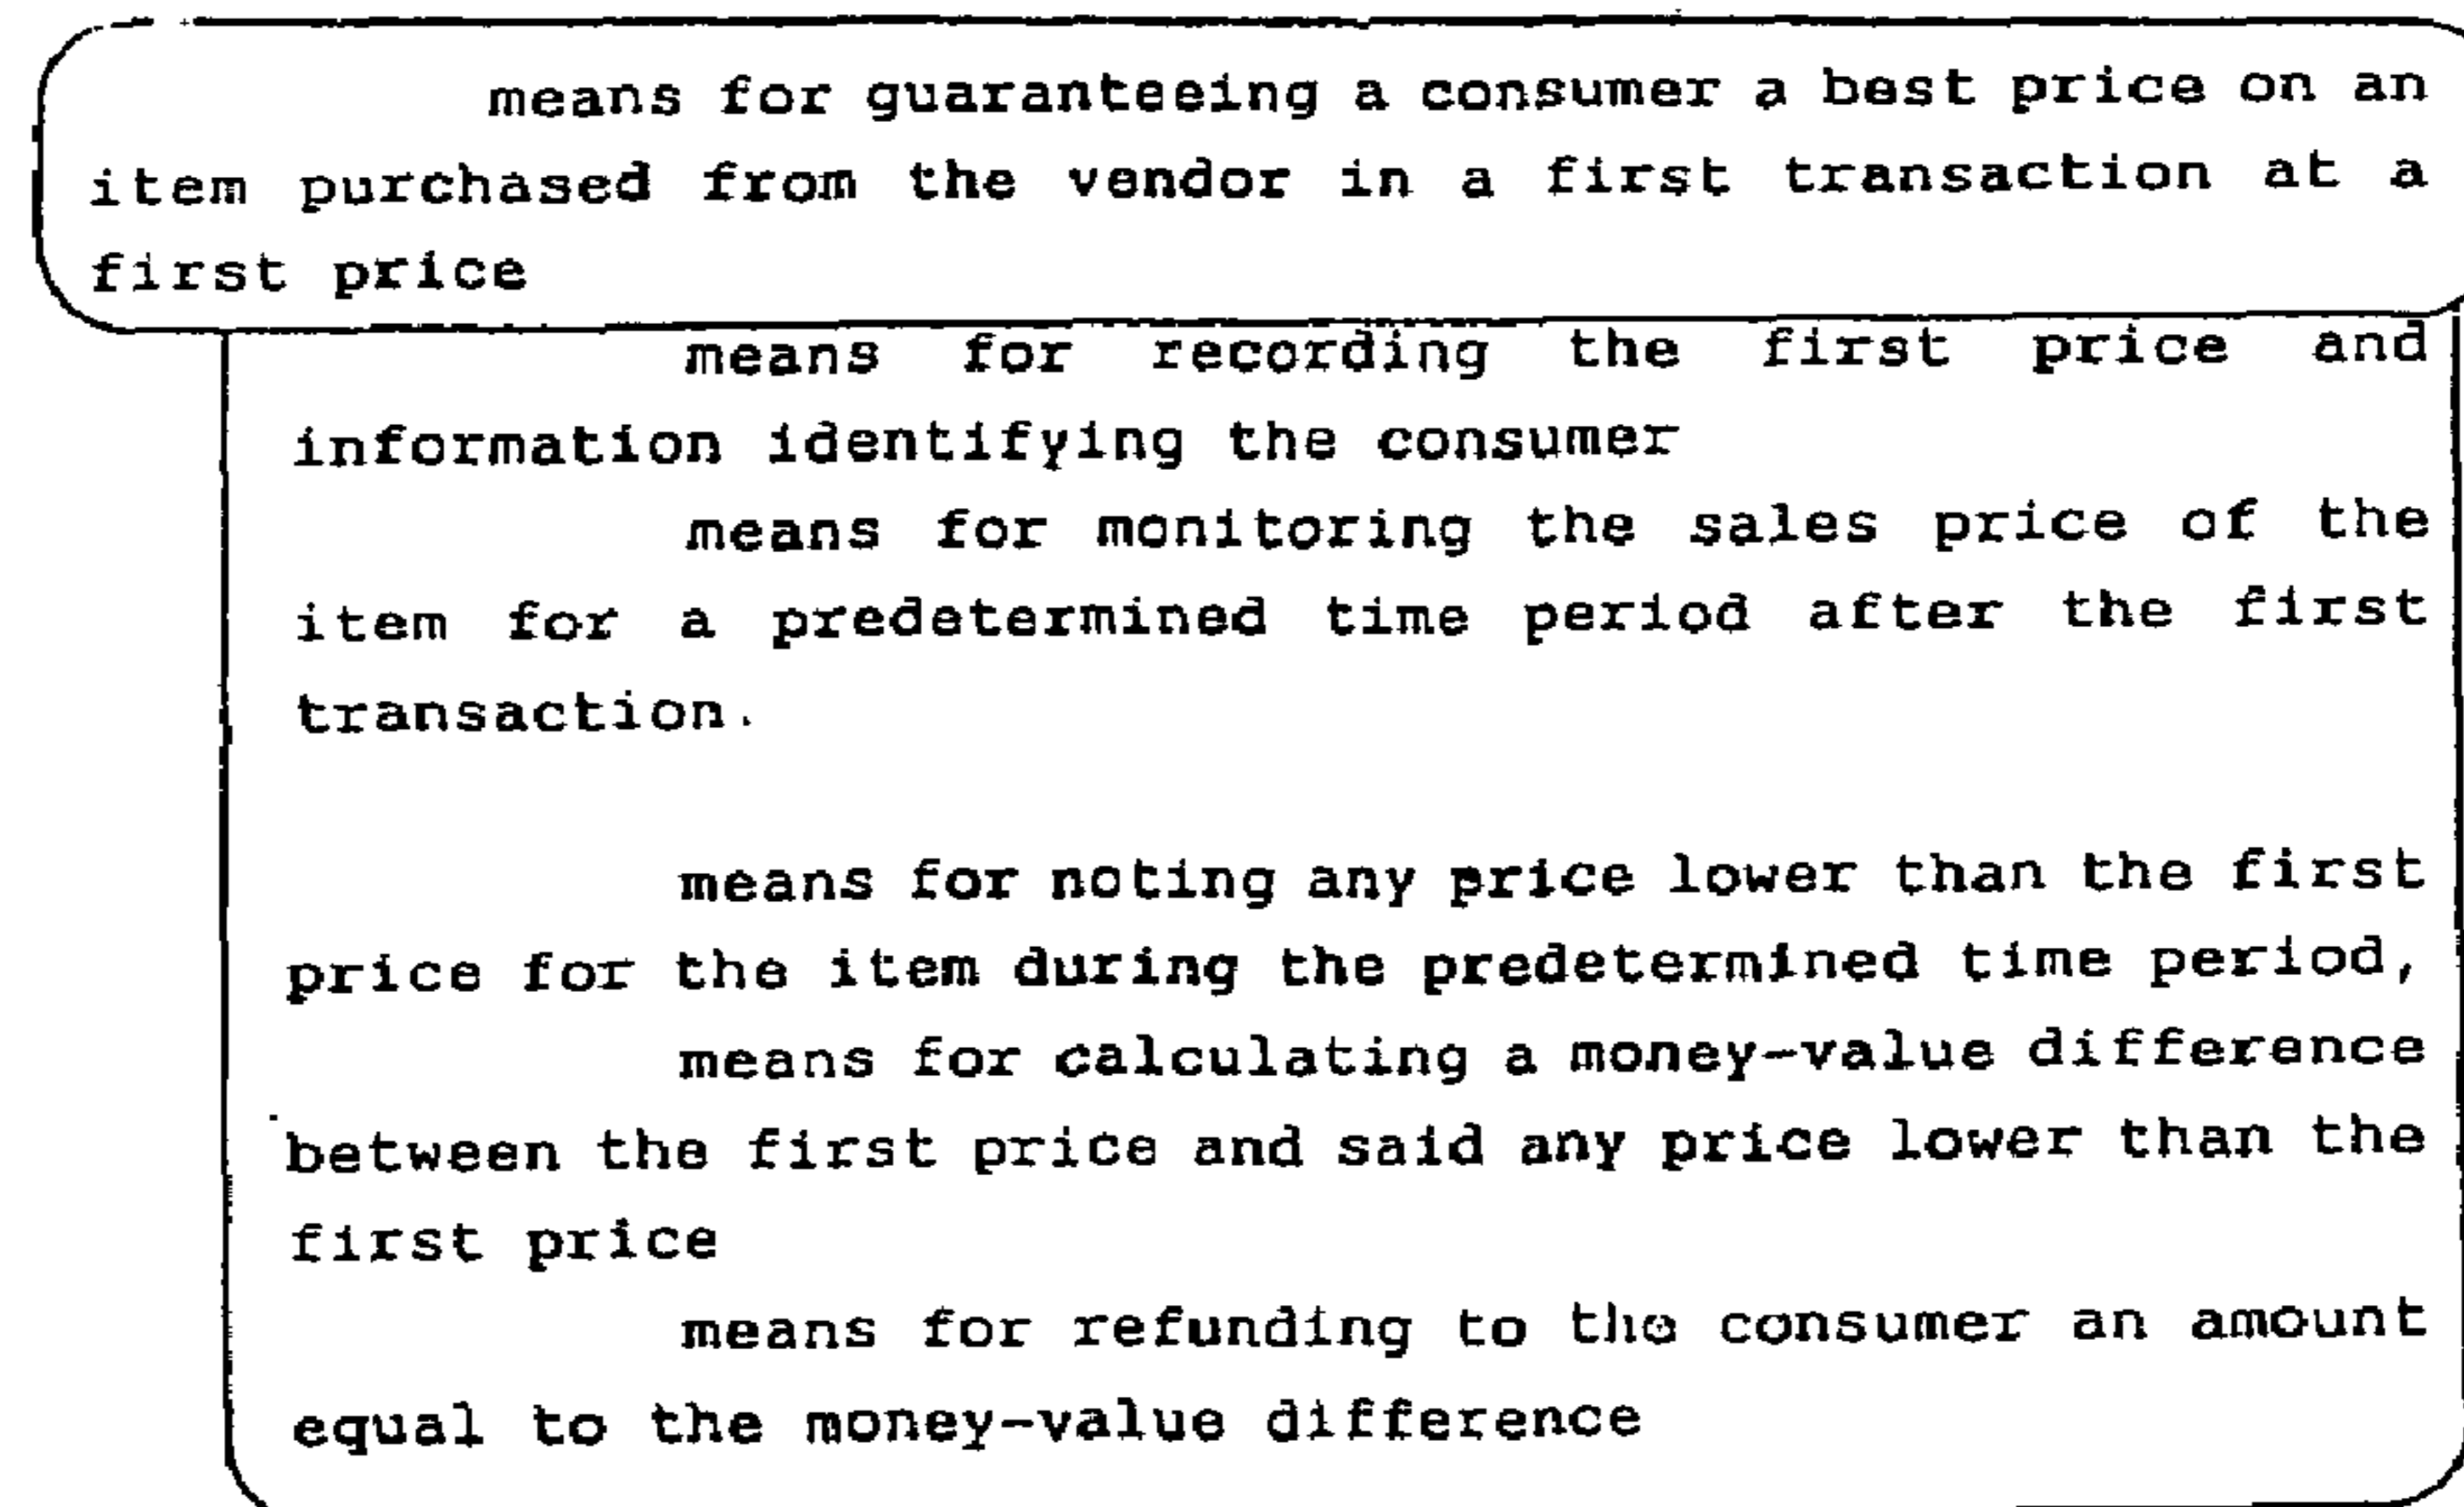 means for guaranteeing a consumer a best price on an
item purchased from the vendor in a first transaction at a
first price
means for recording the first price and
information identifying the consumer
means for monitoring the sales price of the
item for a predetermined time period after the first
transaction.
means for noting any price lower than the first
price for the item during the predetermined time period,
means for calculating a money-value difference
between the first price and said any price lower than the
first price
means for refunding to the consumer an amount
equal to the money-value difference